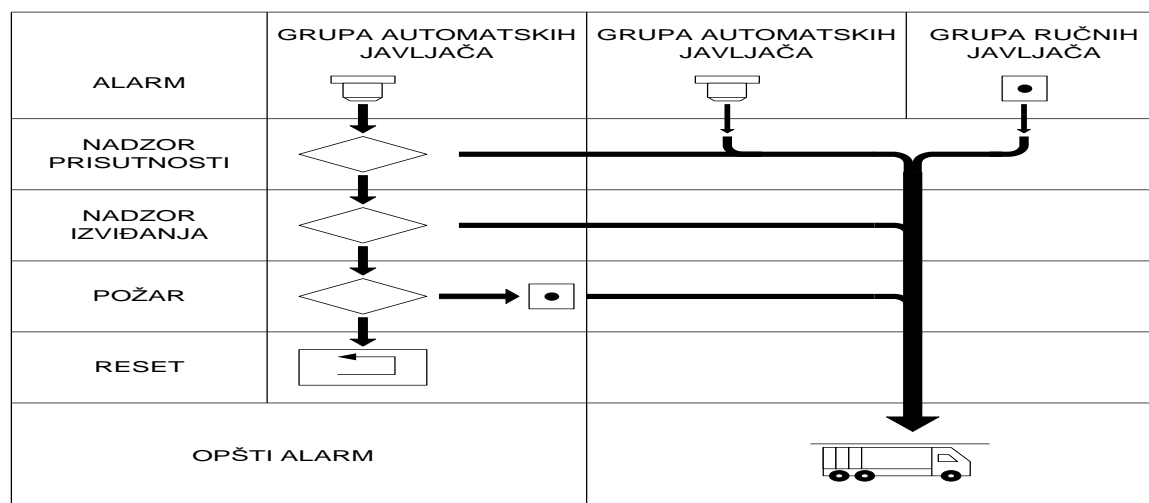 GRUPA AUTOMATSKIH
JAVLJAČA
GRUPA AUTOMATSKIH
JAVLJAČA
GRUPA RUČNIH
JAVLJAČA
ALARM
NADZOR
PRISUTNOSTI
NADZOR
IZVIĐANJA
POŽAR
RESET
OPŠTI ALARM